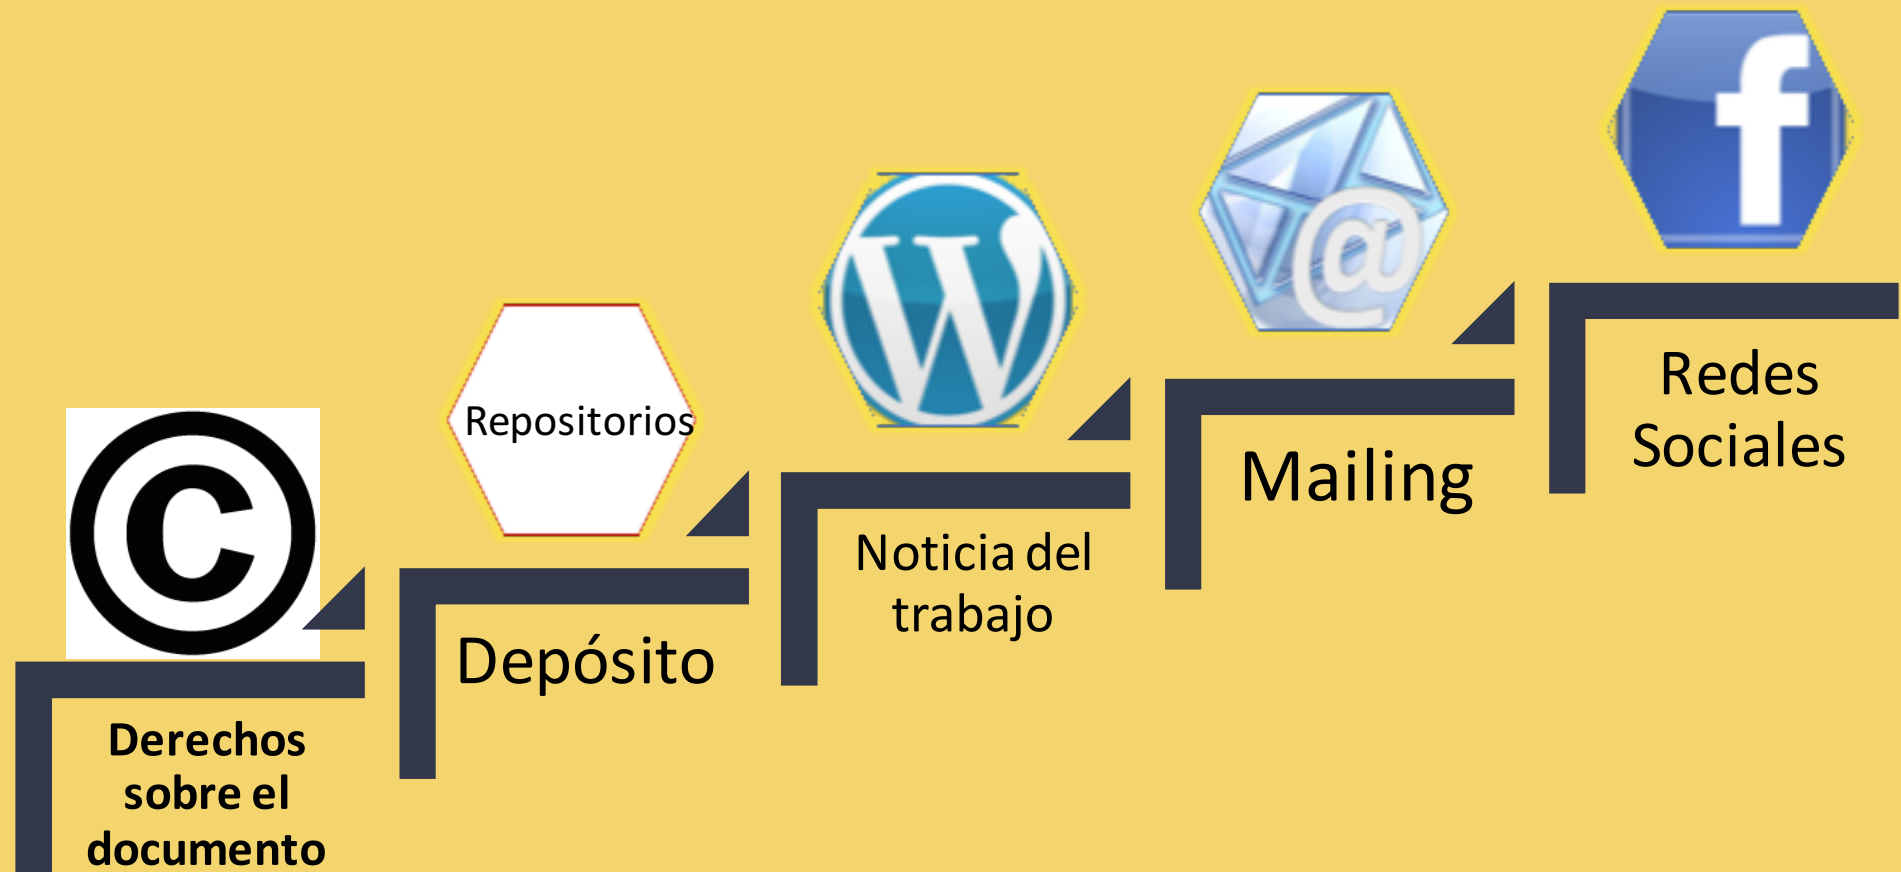 Derechos
sobre el
documento
Repositorios
Depósito
Noticia del
trabajo
Mailing
Redes
Sociales